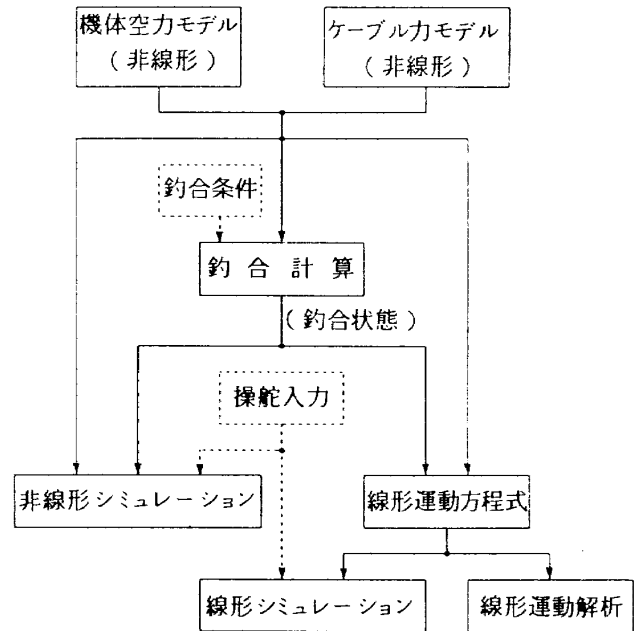 機体空力モデル
( 非線形 )
ケーブル力モデル
( 非線形 )
釣合条件
釣合計算
( 釣合状態 )
操舵入力
非線形シミュレーション
線形運動方程式
線形シミュレーション
線形運動解析